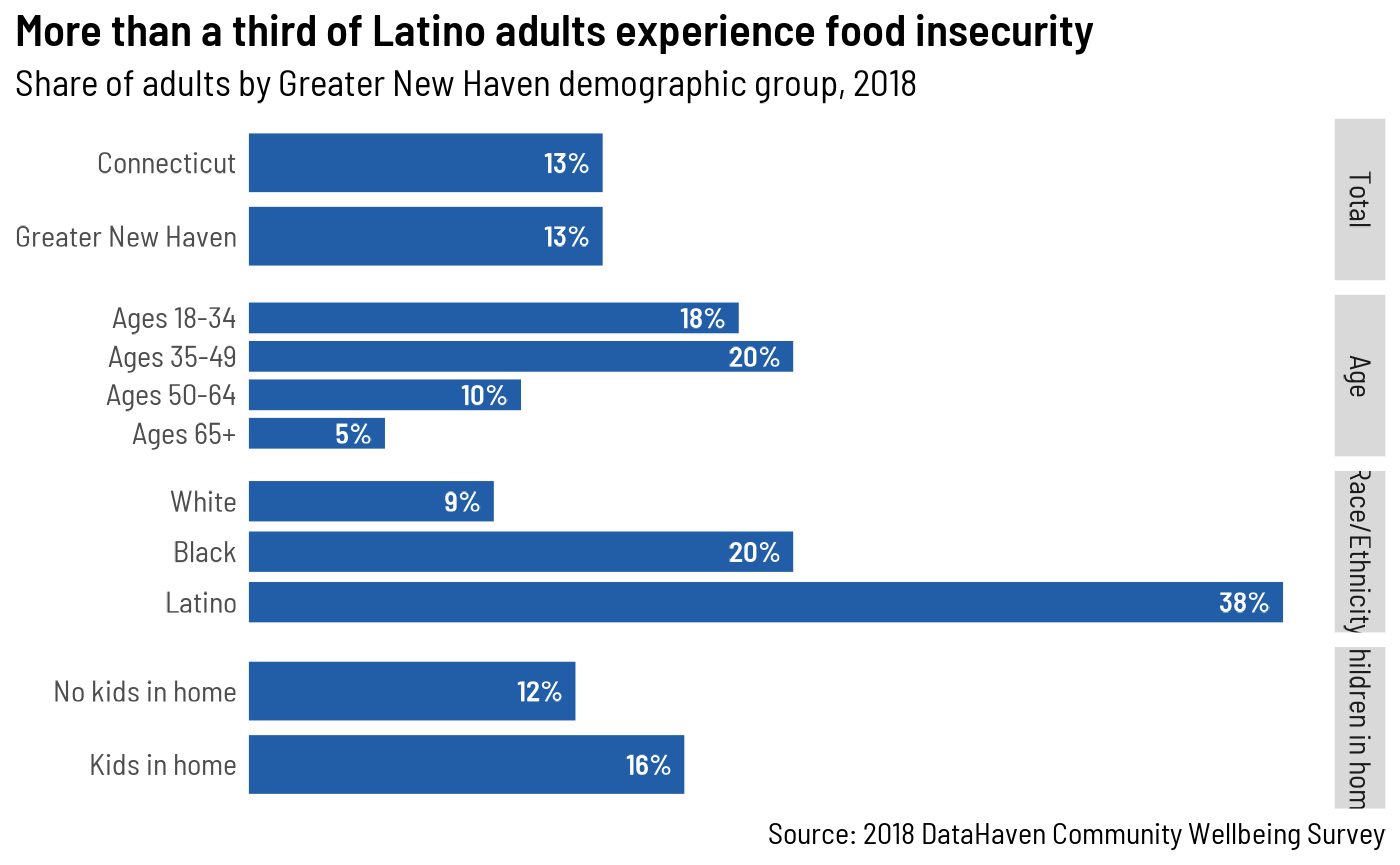 More than a third of Latino adults experience food insecurity
Share of adults by Greater New Haven demographic group, 2018
Total
Connecticut 13%
Greater New Haven 13%
Age
Ages 18-34 18%
Ages 35-49 20%
Ages 50-64 10%
Ages 65+ 5%
Race/Ethnicity
White 9%
Black 20%
Latino 38%
hildren in hom
No kids in home 12%
Kids in home 16%
Source: 2018 DataHaven Community Wellbeing Survey